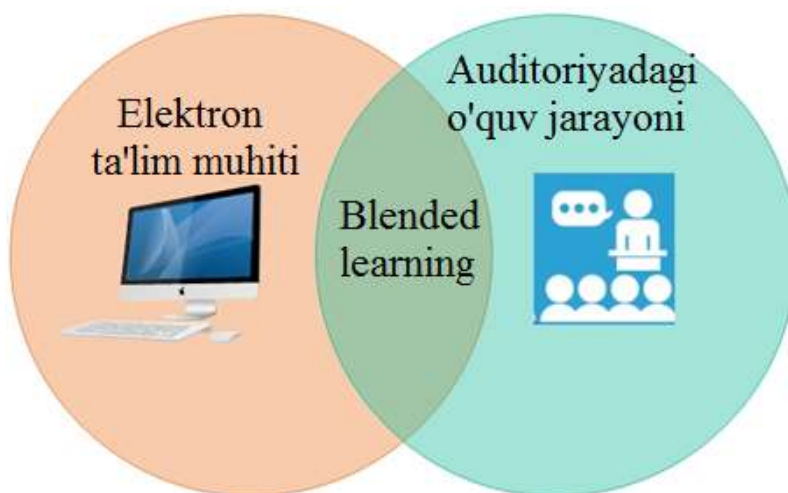 Elektron
ta'lim muhiti
Blended
learning
Auditoriyadagi
o'quv jarayoni